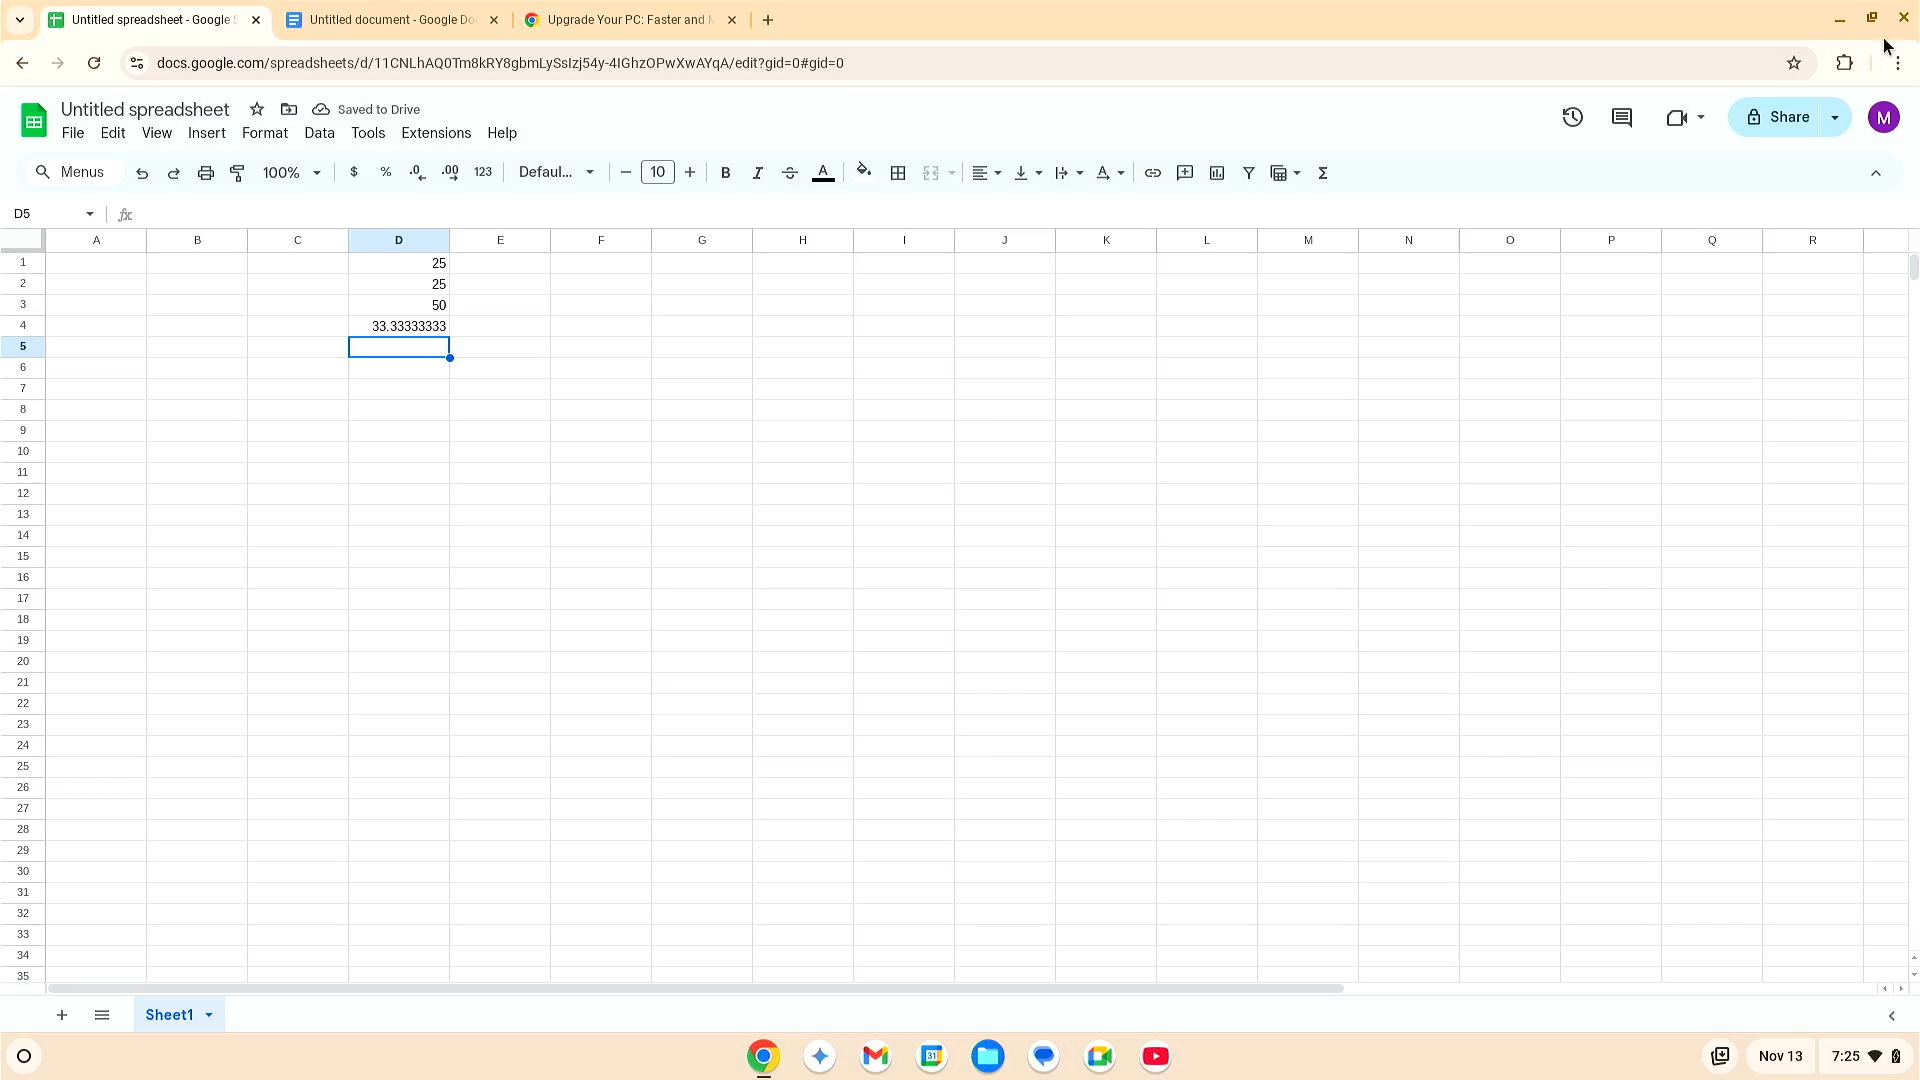 Untitled spreadsheet - Google S
Untitled document - Google Do
Upgrade Your PC: Faster and M
docs.google.com/spreadsheets/d/11CNLhAQ0Tm8kRY8gbmLySsIzj54y-4IGhzOPwXwAYqA/edit?gid=0#gid=0
Untitled spreadsheet
Saved to Drive
File Edit View Insert Format Data Tools Extensions Help
Share
M
Menus
100%
$ % .0 .00 123
Defaul...
10
B I A Σ
D5
fx
A B C D E F G H I J K L M N O P Q R
1 25
2 25
3 50
4 33.33333333
5
6
7
8
9
10
11
12
13
14
15
16
17
18
19
20
21
22
23
24
25
26
27
28
29
30
31
32
33
34
35
Sheet1
31
Nov 13
7:25